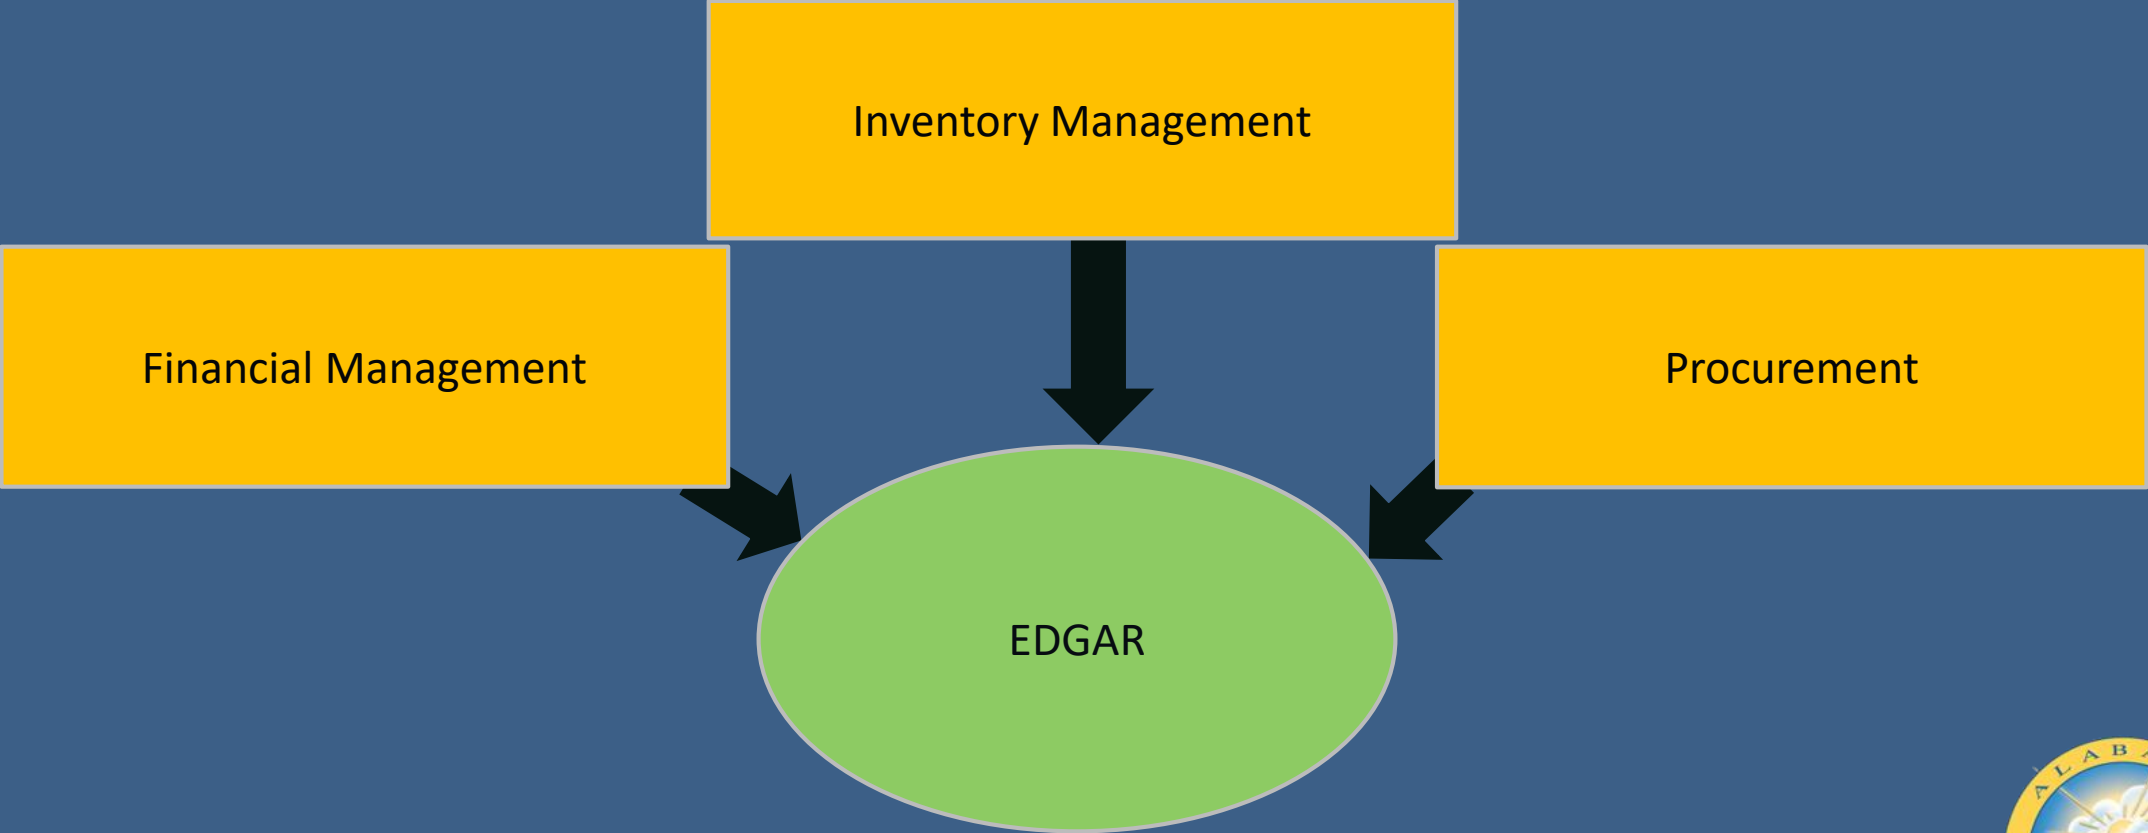 Inventory Management
Financial Management
Procurement
EDGAR